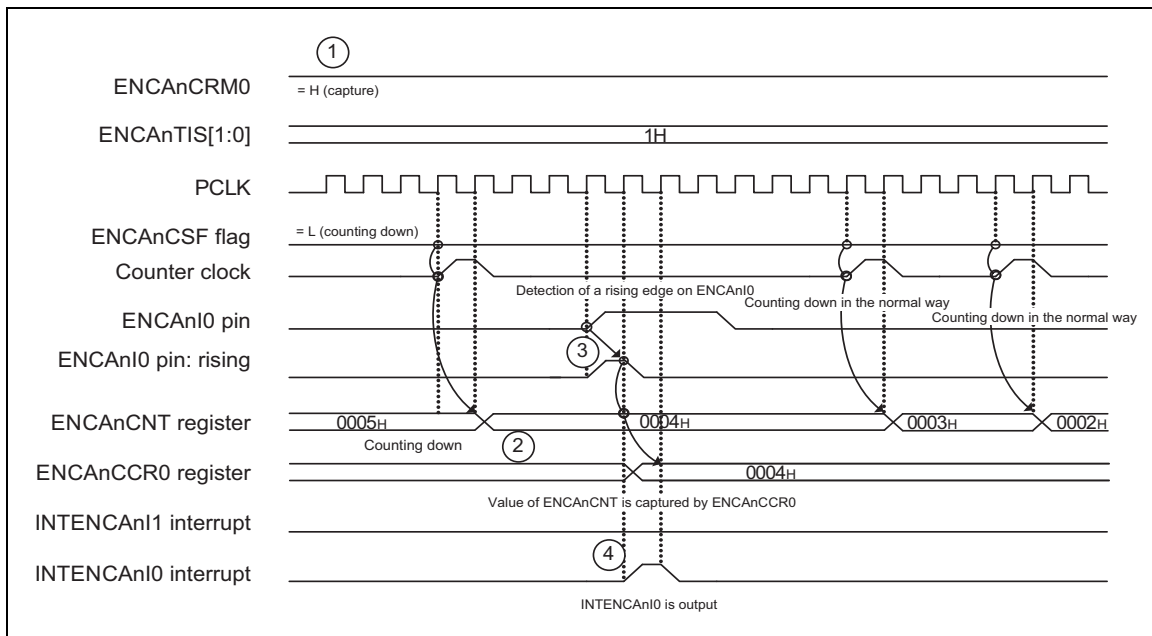 1
ENCAnCRM0
= H (capture)
ENCAnTIS[1:0]
1H
PCLK
ENCAnCSF flag
= L (counting down)
Counter clock
Detection of a rising edge on ENCAnI0
Counting down in the normal way
Counting down in the normal way
ENCAnI0 pin
3
ENCAnI0 pin: rising
ENCAnCNT register
0005H
0004H
0003H
0002H
Counting down
2
ENCAnCCR0 register
0004H
Value of ENCAnCNT is captured by ENCAnCCR0
INTENCAnI1 interrupt
4
INTENCAnI0 interrupt
INTENCAnI0 is output